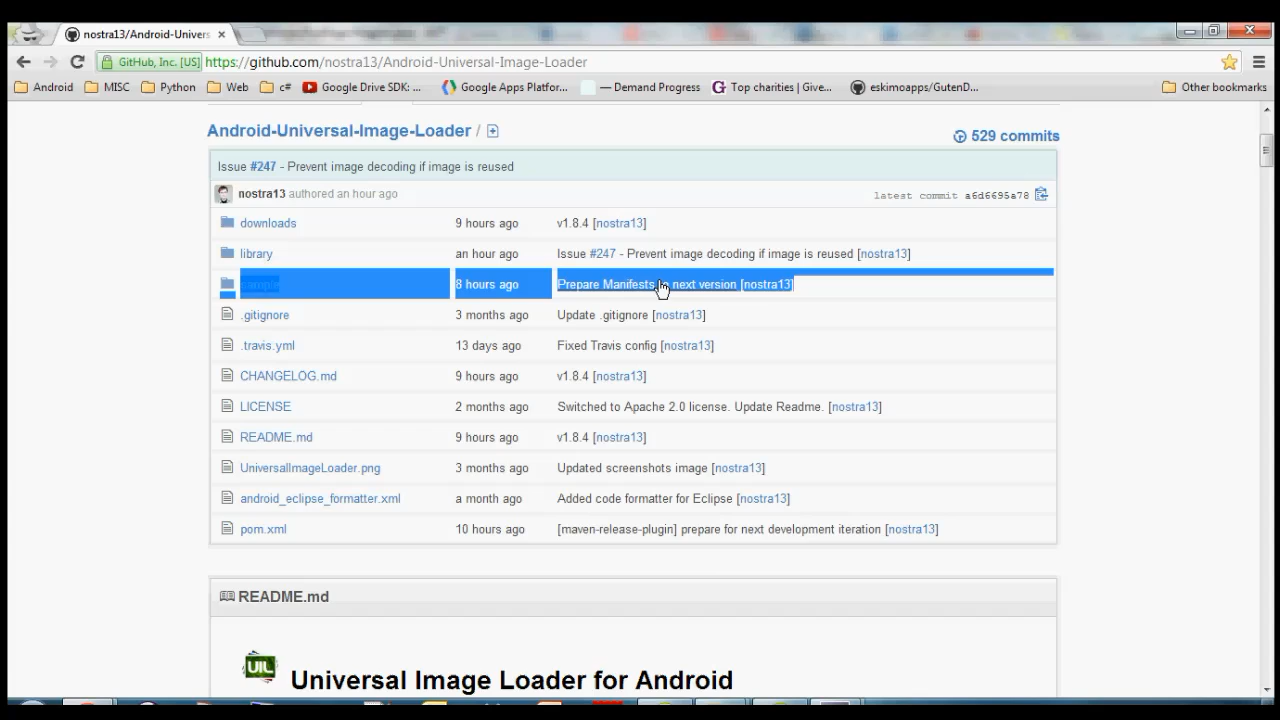 nostra13/Android-Univers ×
GitHub, Inc. [US] https://github.com/nostra13/Android-Universal-Image-Loader
Android MISC Python Web c# Google Drive SDK: ... Google Apps Platfor... — Demand Progress Top charities | Give... eskimoapps/GutenD... Other bookmarks
Android-Universal-Image-Loader / 529 commits
Issue #247 - Prevent image decoding if image is reused
nostra13 authored an hour ago latest commit a6d6695a78
downloads 9 hours ago v1.8.4 [nostra13]
library an hour ago Issue #247 - Prevent image decoding if image is reused [nostra13]
sample 8 hours ago Prepare Manifests next version [nostra13]
.gitignore 3 months ago Update .gitignore [nostra13]
.travis.yml 13 days ago Fixed Travis config [nostra13]
CHANGELOG.md 9 hours ago v1.8.4 [nostra13]
LICENSE 2 months ago Switched to Apache 2.0 license. Update Readme. [nostra13]
README.md 9 hours ago v1.8.4 [nostra13]
UniversalImageLoader.png 3 months ago Updated screenshots image [nostra13]
android_eclipse_formatter.xml a month ago Added code formatter for Eclipse [nostra13]
pom.xml 10 hours ago [maven-release-plugin] prepare for next development iteration [nostra13]
README.md
UIL
Universal Image Loader for Android